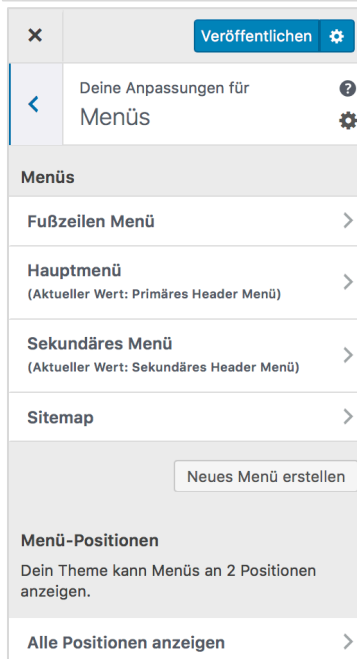 Veröffentlichen
Deine Anpassungen für
Menüs
Menüs
Fußzeilen Menü
Hauptmenü
(Aktueller Wert: Primäres Header Menü)
Sekundäres Menü
(Aktueller Wert: Sekundäres Header Menü)
Sitemap
Neues Menü erstellen
Menü-Positionen
Dein Theme kann Menüs an 2 Positionen
anzeigen.
Alle Positionen anzeigen